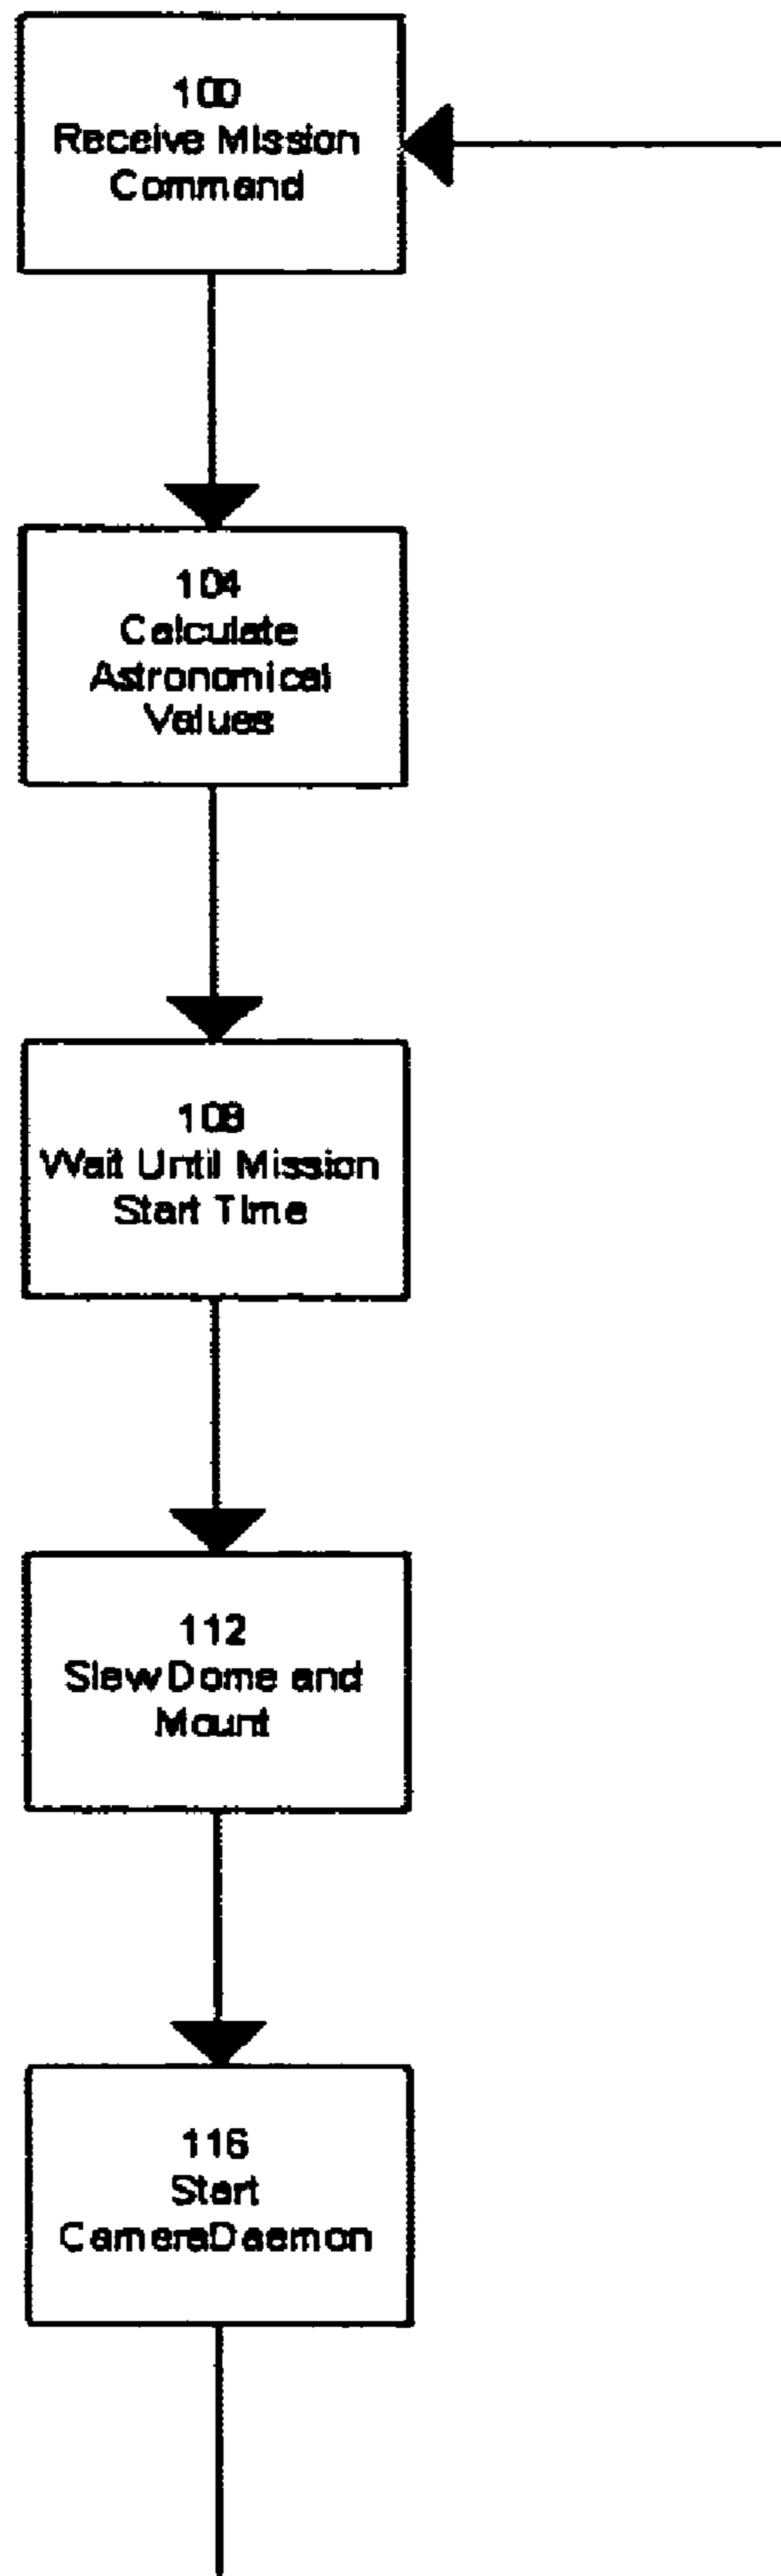 100
Receive Mission
Command
104
Calculate
Astronomical
Values
108
Wait Until Mission
Start Time
112
Slew Dome and
Mount
116
Start
CameraDaemon